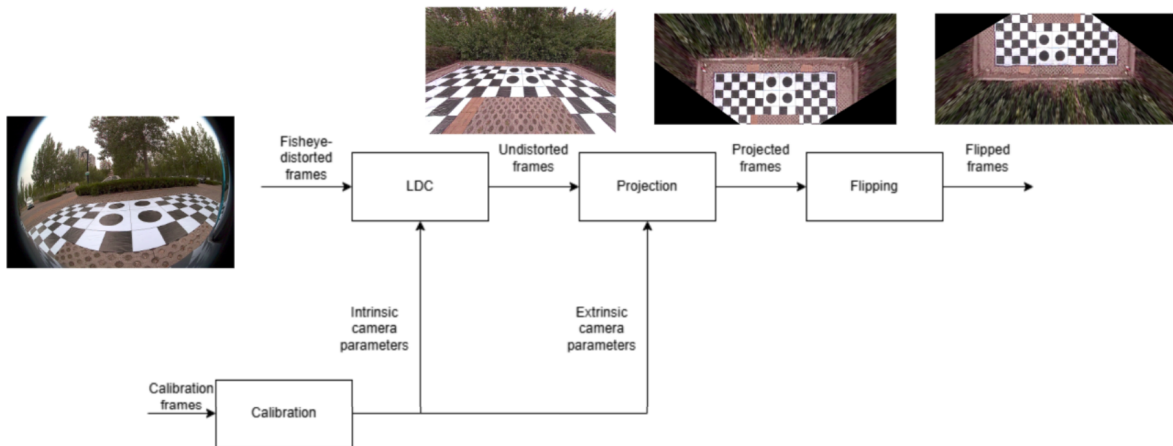 Fisheye-
distorted
frames
LDC
Undistorted
frames
Projection
Projected
frames
Flipping
Flipped
frames
Intrinsic
camera
parameters
Extrinsic
camera
parameters
Calibration
frames
Calibration